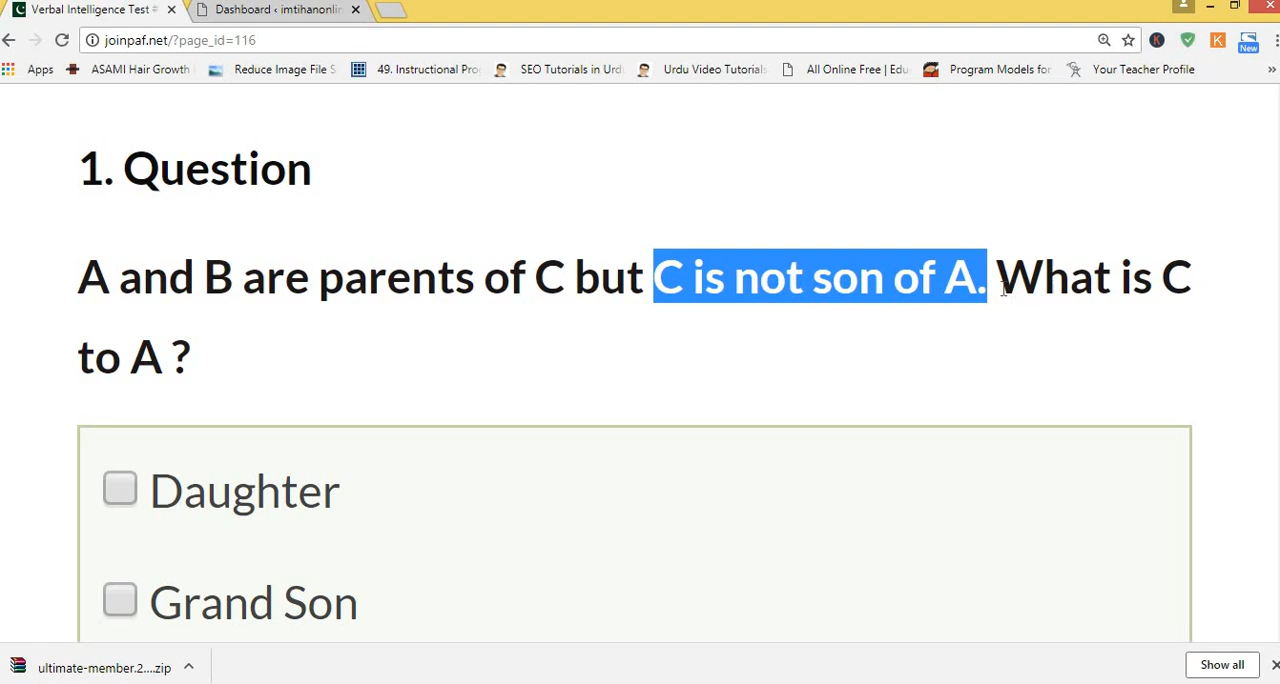 Verbal Intelligence Test
Dashboard ‹ imtihanonlin
joinpaf.net/?page_id=116
Apps ASAMI Hair Growth Reduce Image File S 49. Instructional Pro SEO Tutorials in Urd Urdu Video Tutorials All Online Free | Edu Program Models for Your Teacher Profile »
New
1. Question
A and B are parents of C but C is not son of A. What is C
to A ?
Daughter
Grand Son
ultimate-member.2....zip
Show all